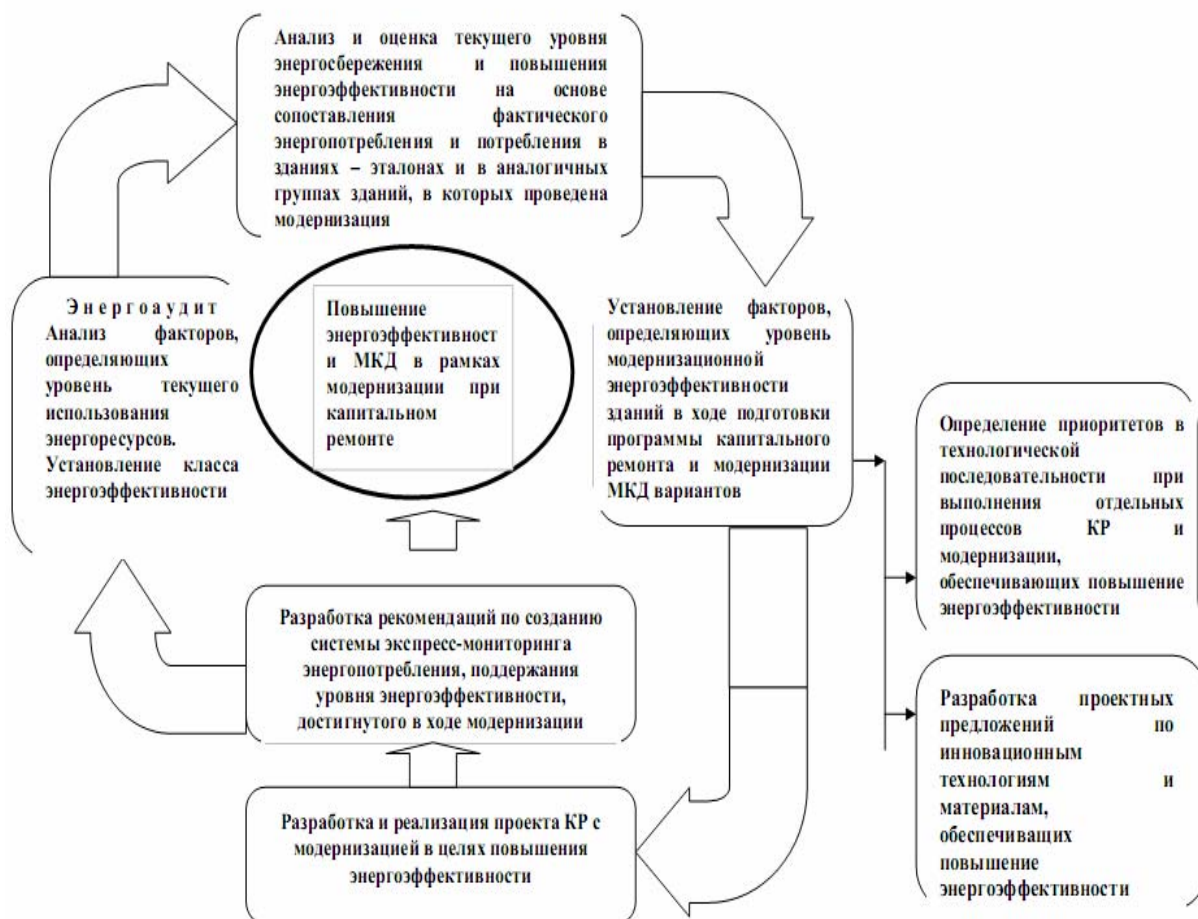 Анализ и оценка текущего уровня
энергосбережения и повышения
энергоэффективности на основе
сопоставления фактического
энергопотребления и потребления в
зданиях – эталонах и в аналогичных
группах зданий, в которых проведена
модернизация
Энергоаудит
Анализ факторов,
определяющих
уровень текущего
использования
энергоресурсов.
Установление класса
энергоэффективности
Повышение
энергоэффективност
и МКД в рамках
модернизации при
капитальном
ремонте
Установление факторов,
определяющих уровень
модернизационной
энергоэффективности
зданий в ходе подготовки
программы капитального
ремонта и модернизации
МКД вариантов
Определение приоритетов в
технологической
последовательности при
выполнения отдельных
процессов КР и
модернизации,
обеспечивающих повышение
энергоэффективности
Разработка рекомендаций по созданию
системы экспресс-мониторинга
энергопотребления, поддержания
уровня энергоэффективности,
достигнутого в ходе модернизации
Разработка проектных
предложений по
инновационным
технологиям и
материалам,
обеспечиващих
повышение
энергоэффективности
Разработка и реализация проекта КР с
модернизацией в целях повышения
энергоэффективности